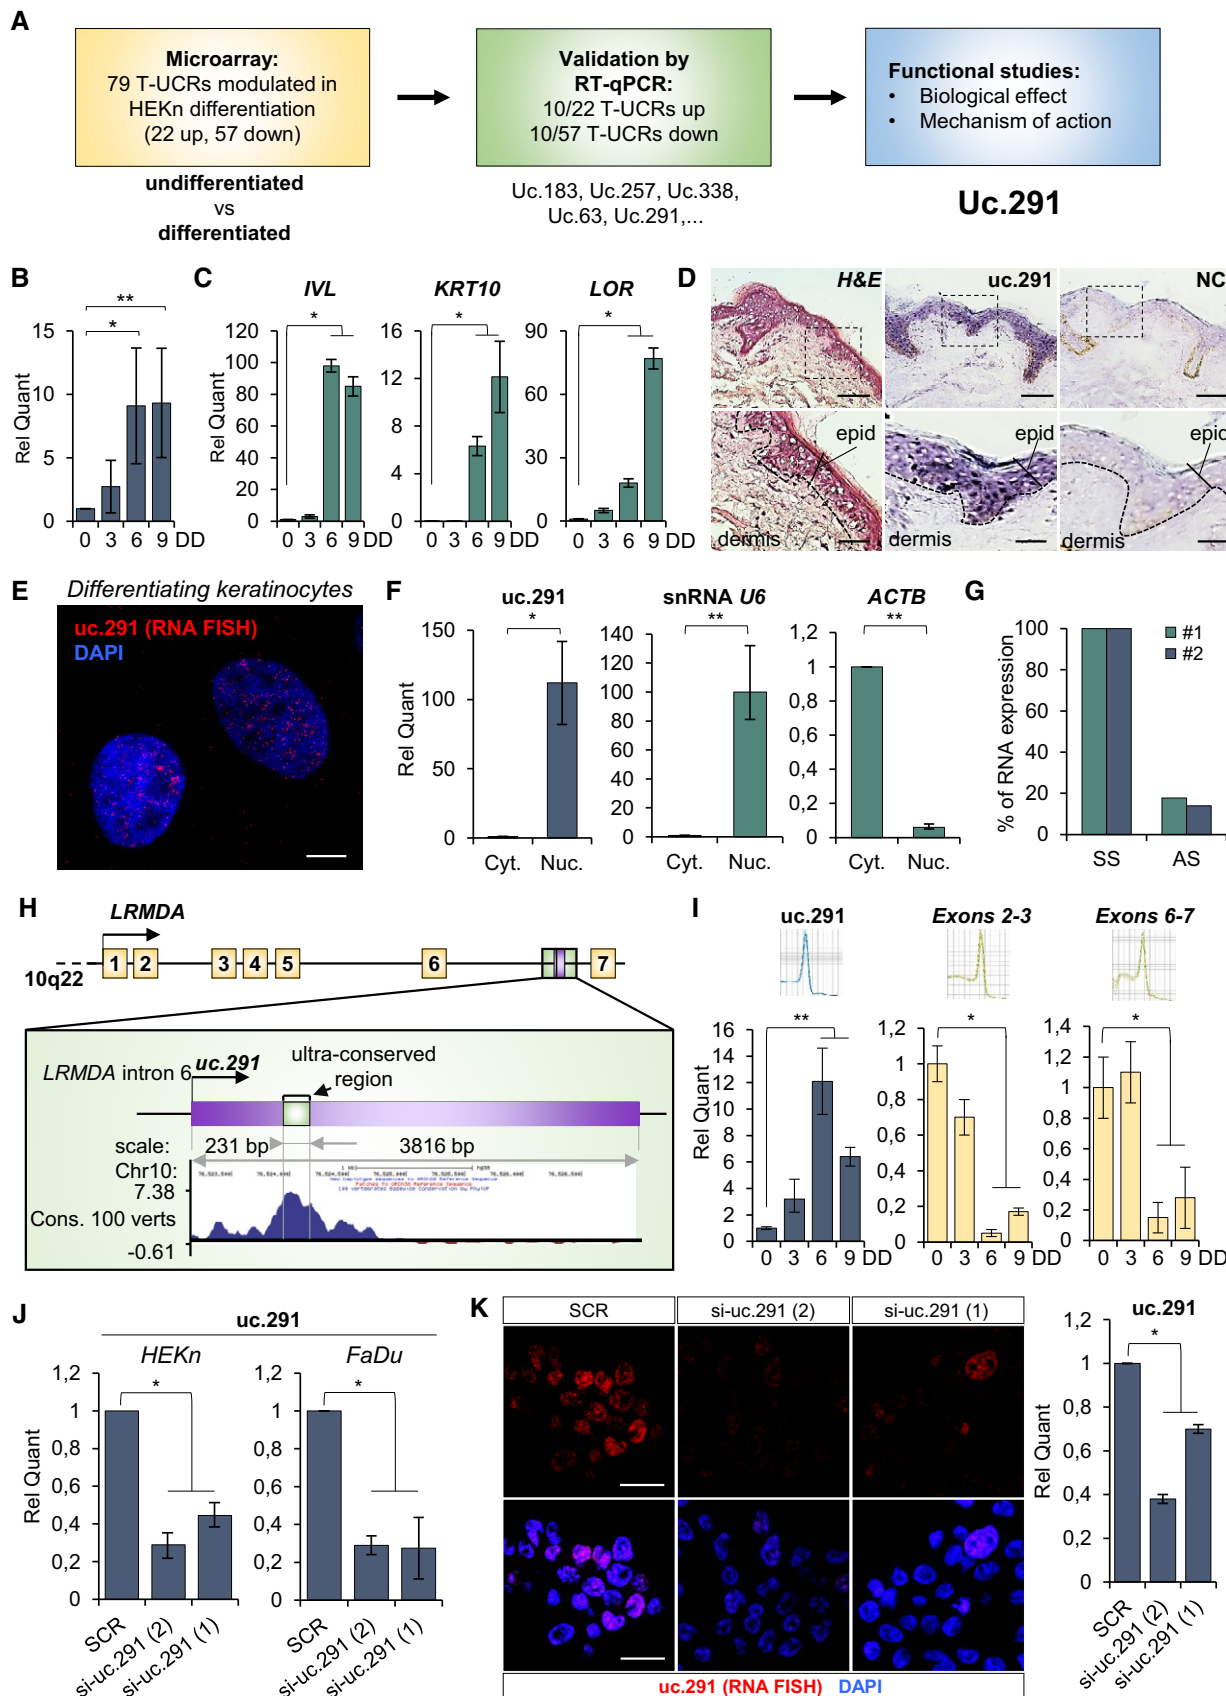 A
Microarray:
79 T-UCRs modulated in
HEKn differentiation
(22 up, 57 down)
undifferentiated
vs
differentiated
Validation by
RT-qPCR:
10/22 T-UCRs up
10/57 T-UCRs down
Uc.183, Uc.257, Uc.338,
Uc.63, Uc.291,...
Functional studies:
• Biological effect
• Mechanism of action
Uc.291
B
**
*
Rel Quant
15
10
5
0
0 3 6 9 DD
C
IVL
*
Rel Quant
120
100
80
60
40
20
0
0 3 6 9 DD
KRT10
*
16
12
8
4
0
0 3 6 9 DD
LOR
*
90
60
30
0
0 3 6 9 DD
D
H&E
uc.291
NC
epid
dermis
epid
dermis
epid
dermis
E
Differentiating keratinocytes
uc.291 (RNA FISH)
DAPI
F
uc.291
*
Rel Quant
150
100
50
0
Cyt. Nuc.
snRNA U6
**
140
120
100
80
60
40
20
0
Cyt. Nuc.
ACTB
**
1,2
1
0,8
0,6
0,4
0,2
0
Cyt. Nuc.
G
% of RNA expression
100
80
60
40
20
0
#1
#2
SS AS
H
LRMDA
1 2 3 4 5 6 7
10q22
LRMDA intron 6
uc.291
ultra-conserved
region
scale:
231 bp
3816 bp
Chr10:
7.38
Cons. 100 verts
-0.61
I
uc.291
**
Rel Quant
16
14
12
10
8
6
4
2
0
0 3 6 9 DD
Exons 2-3
*
1,2
1
0,8
0,6
0,4
0,2
0
0 3 6 9 DD
Exons 6-7
*
1,4
1,2
1
0,8
0,6
0,4
0,2
0
0 3 6 9 DD
J
uc.291
HEKn
*
Rel Quant
1,2
1
0,8
0,6
0,4
0,2
0
SCR
si-uc.291 (2)
si-uc.291 (1)
FaDu
*
1,2
1
0,8
0,6
0,4
0,2
0
SCR
si-uc.291 (2)
si-uc.291 (1)
K
SCR
si-uc.291 (2)
si-uc.291 (1)
uc.291 (RNA FISH) DAPI
uc.291
*
Rel Quant
1,2
1
0,8
0,6
0,4
0,2
0
SCR
si-uc.291 (2)
si-uc.291 (1)